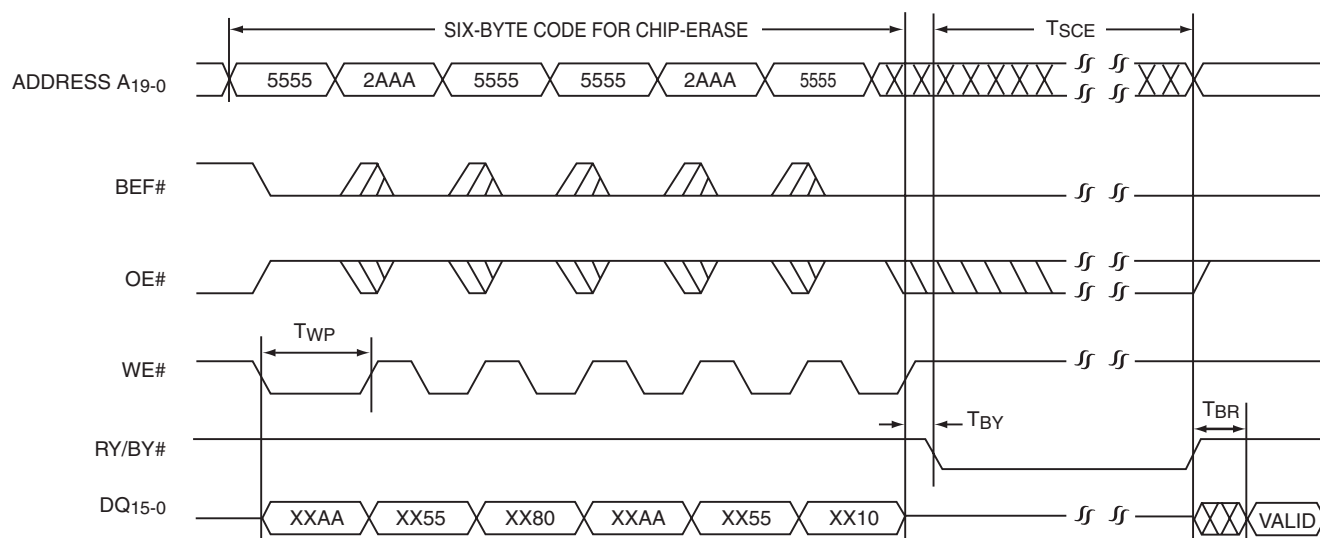 SIX-BYTE CODE FOR CHIP-ERASE TSCE
ADDRESS A19-0 5555 2AAA 5555 5555 2AAA 5555
BEF#
OE#
TWP
WE#
TBY TBR
RY/BY#
DQ15-0 XXAA XX55 XX80 XXAA XX55 XX10 VALID